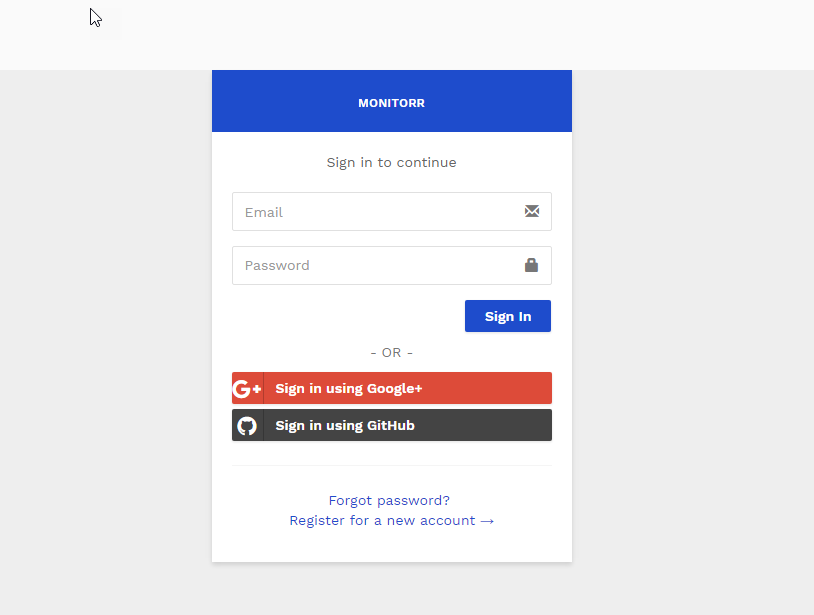 MONITORR
Sign in to continue
Email
Password
Sign In
- OR -
G+ Sign in using Google+
Sign in using GitHub
Forgot password?
Register for a new account →